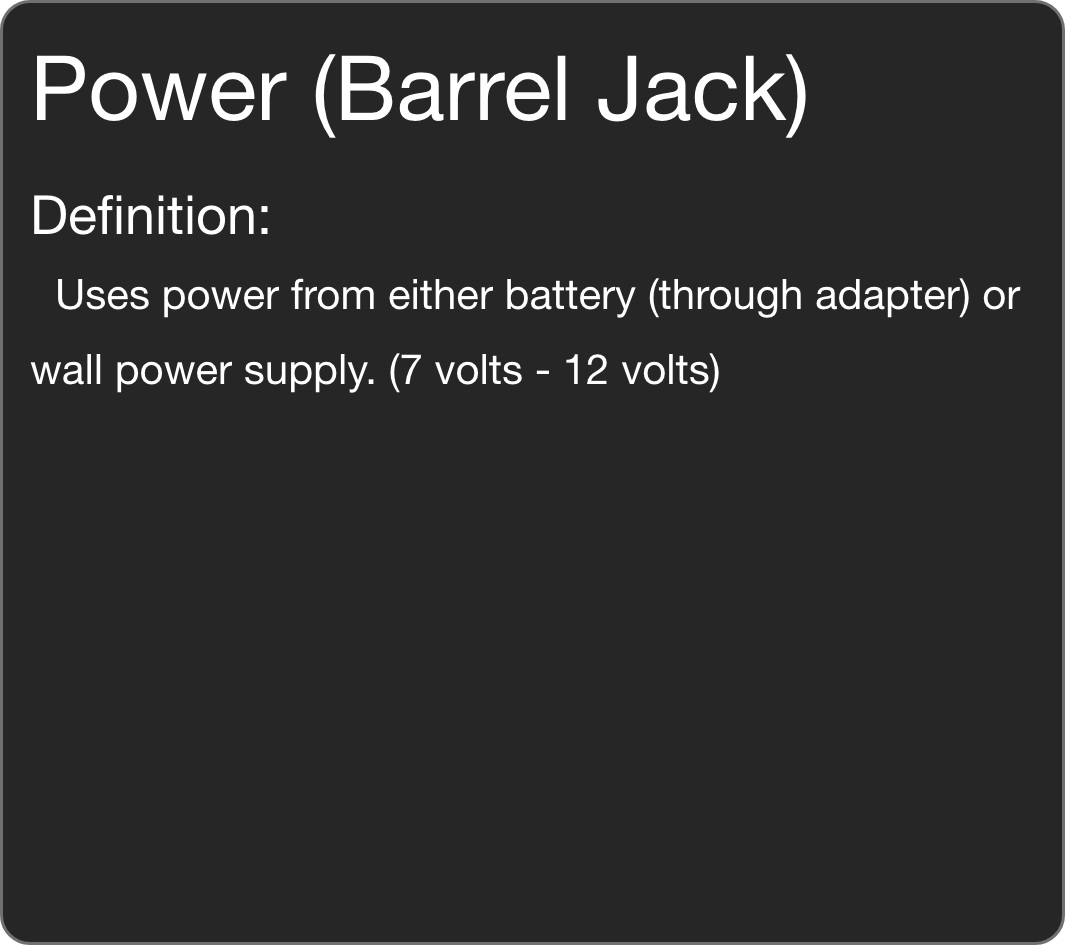 Power (Barrel Jack)
Definition:
Uses power from either battery (through adapter) or
wall power supply. (7 volts - 12 volts)